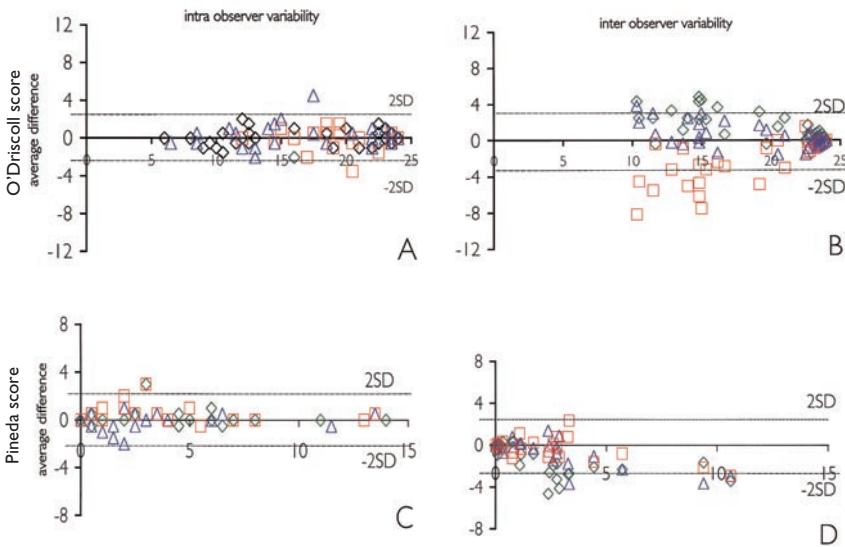 intra observer variability
inter observer variability
O'Driscoll score
average difference
12
8
4
0
-4
-8
-12
0
5
10
15
20
25
2SD
-2SD
A
12
8
4
0
-4
-8
-12
0
5
10
15
20
25
2SD
-2SD
B
Pineda score
average difference
8
4
0
-4
-8
0
5
10
15
2SD
-2SD
C
8
4
0
-4
-8
0
5
10
15
2SD
-2SD
D